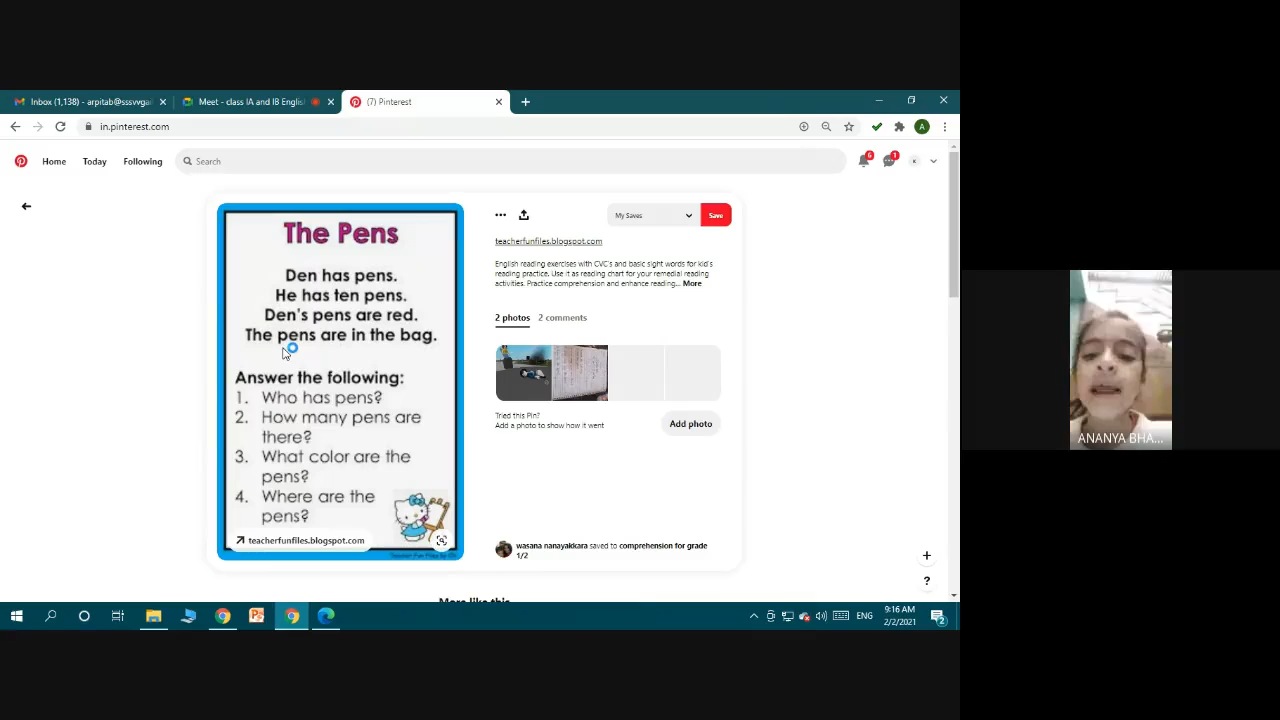 Inbox (1,138) - arpitab@sssvvga
Meet - class IA and IB Englis
(7) Pinterest
in.pinterest.com
A
Home
Today
Following
Search
6
1
K
The Pens
Den has pens.
He has ten pens.
Den's pens are red.
The pens are in the bag.
Answer the following:
1. Who has pens?
2. How many pens are
there?
3. What color are the
pens?
4. Where are the
pens?
teacherfunfiles.blogspot.com
My Saves
Save
teacherfunfiles.blogspot.com
English reading exercises with CVC's and basic sight words for kid's
reading practice. Use it as reading chart for your remedial reading
activities. Practice comprehension and enhance reading... More
2 photos
2 comments
Tried this Pin?
Add a photo to show how it went
Add photo
wasana nanayakkara saved to comprehension for grade
1/2
More like this
ANANYA BHA...
ENG
9:16 AM
2/2/2021
2